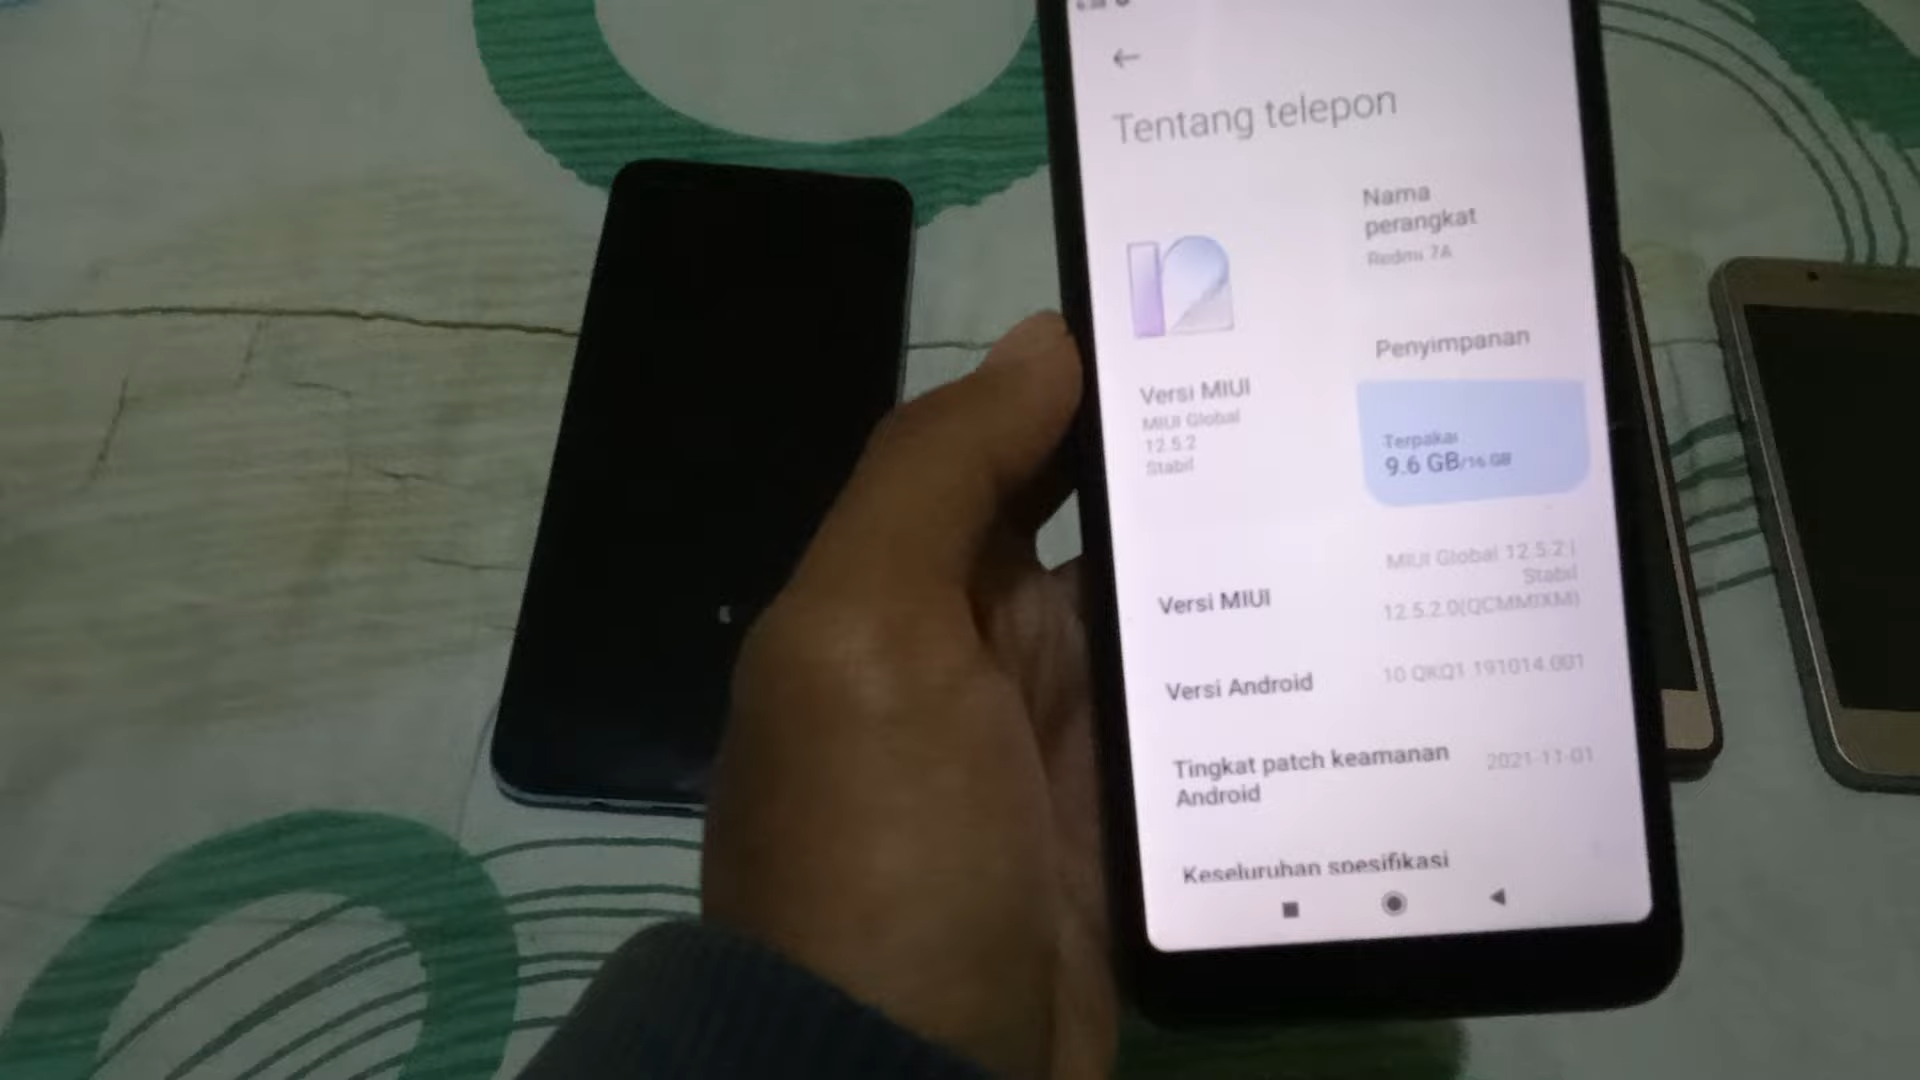 Tentang telepon
Nama
perangkat
Redmi 7A
12
Versi MIUI
MIUI Global
12.5.2
Stabil
Penyimpanan
Terpakai
9.6 GB/16 GB
Versi MIUI
MIUI Global 12.5.2 |
Stabil
12.5.2.0(QCMMIXM)
Versi Android
10 QKQ1.191014.001
Tingkat patch keamanan
Android
2021-11-01
Keseluruhan spesifikasi